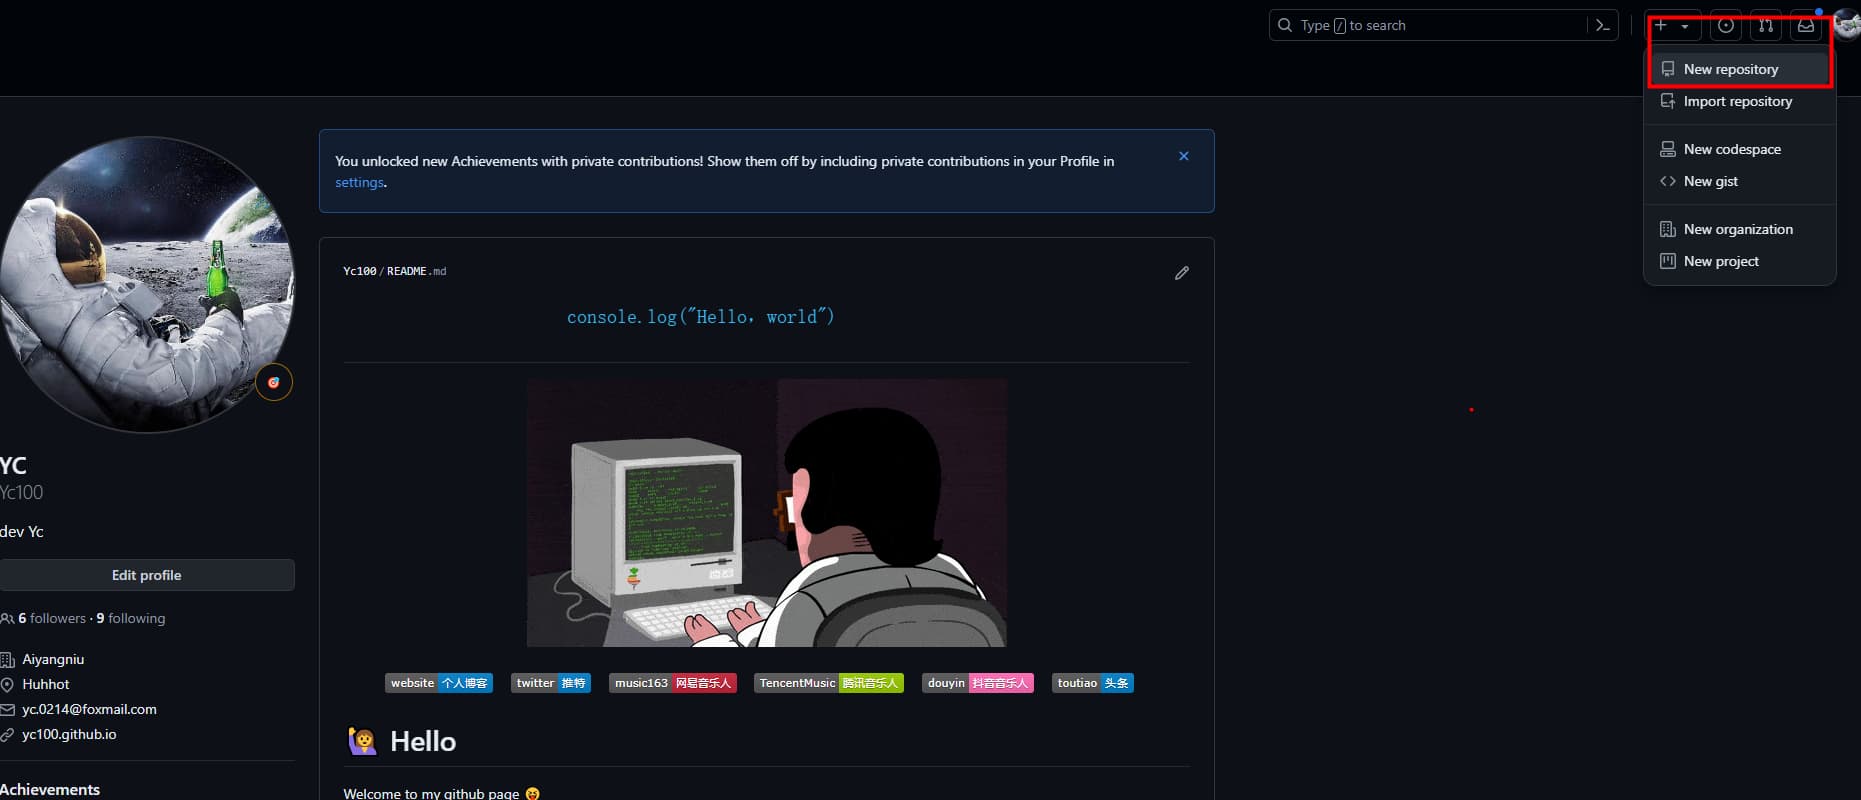 Type / to search
New repository
Import repository
New codespace
New gist
New organization
New project
You unlocked new Achievements with private contributions! Show them off by including private contributions in your Profile in
settings.
Yc100 / README.md
console.log("Hello, world")
YC
Yc100
dev Yc
Edit profile
6 followers · 9 following
Aiyangniu
Huhhot
yc.0214@foxmail.com
yc100.github.io
Achievements
website 个人博客
twitter 推特
music163 网易音乐人
TencentMusic 腾讯音乐人
douyin 抖音音乐人
toutiao 头条
🙋 Hello
Welcome to my github page 😝